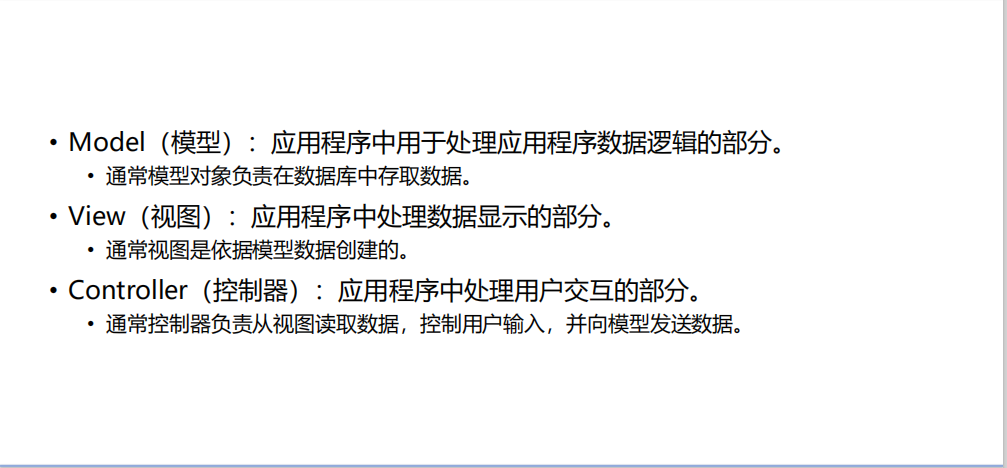 • Model（模型）：应用程序中用于处理应用程序数据逻辑的部分。
• 通常模型对象负责在数据库中存取数据。
• View（视图）：应用程序中处理数据显示的部分。
• 通常视图是依据模型数据创建的。
• Controller（控制器）：应用程序中处理用户交互的部分。
• 通常控制器负责从视图读取数据，控制用户输入，并向模型发送数据。